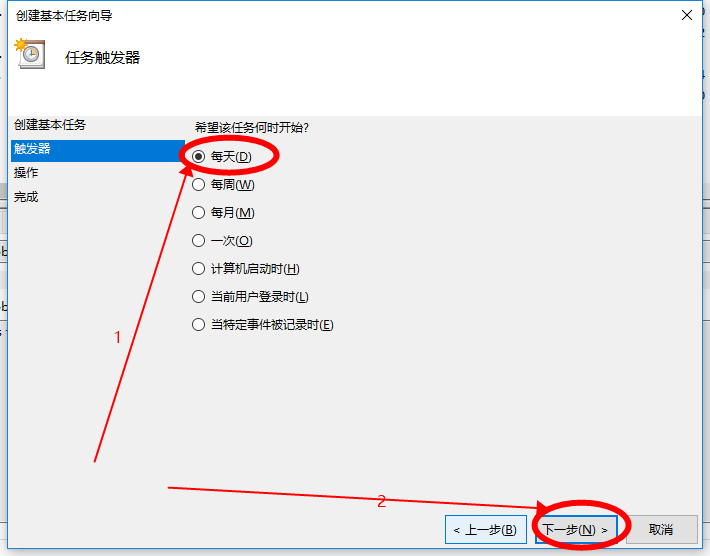 创建基本任务向导
任务触发器
创建基本任务
触发器
操作
完成
希望该任务何时开始?
每天(D)
每周(W)
每月(M)
一次(O)
计算机启动时(H)
当前用户登录时(L)
当特定事件被记录时(E)
1
2
< 上一步(B)
下一步(N) >
取消